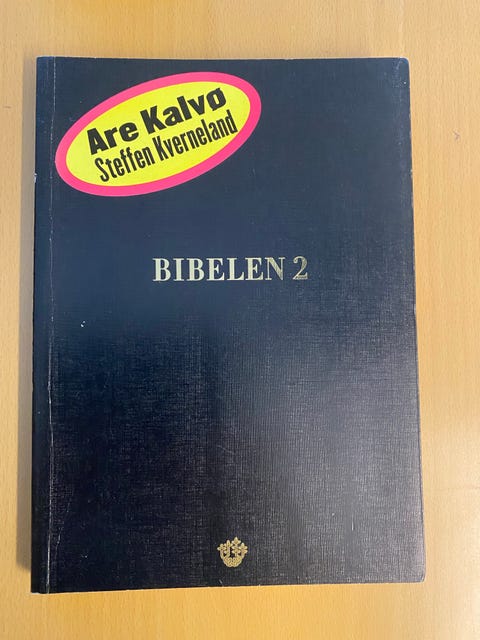 Are Kalvø
Steffen Kverneland
BIBELEN 2